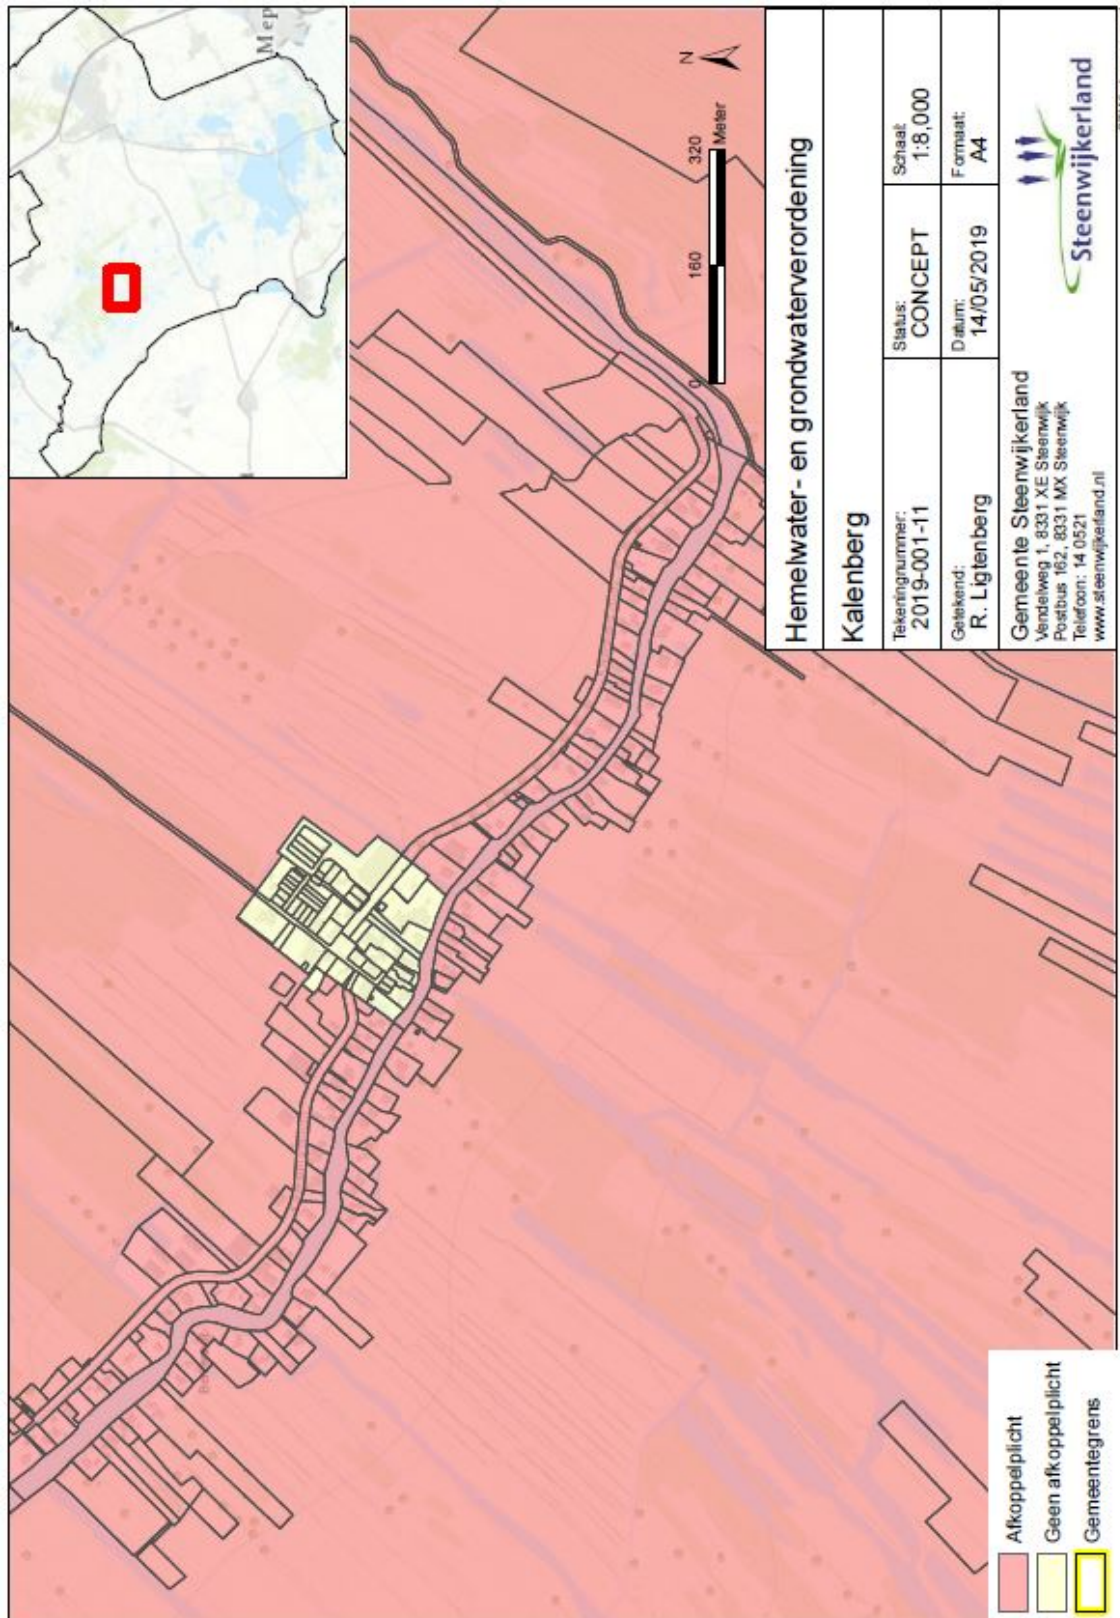 Mep
N
0 160 320
Meter
Hemelwater- en grondwaterverordening
Kalenberg
Tekeningnummer:
2019-001-11
Status:
CONCEPT
Schaal:
1:8,000
Getekend:
R. Ligtenberg
Datum:
14/05/2019
Formaat:
A4
Gemeente Steenwijkerland
Vendelweg 1, 8331 XE Steenwijk
Postbus 162, 8331 MX Steenwijk
Telefoon: 14 0521
www.steenwijkerland.nl
Steenwijkerland
Afkoppelplicht
Geen afkoppelplicht
Gemeentegrens